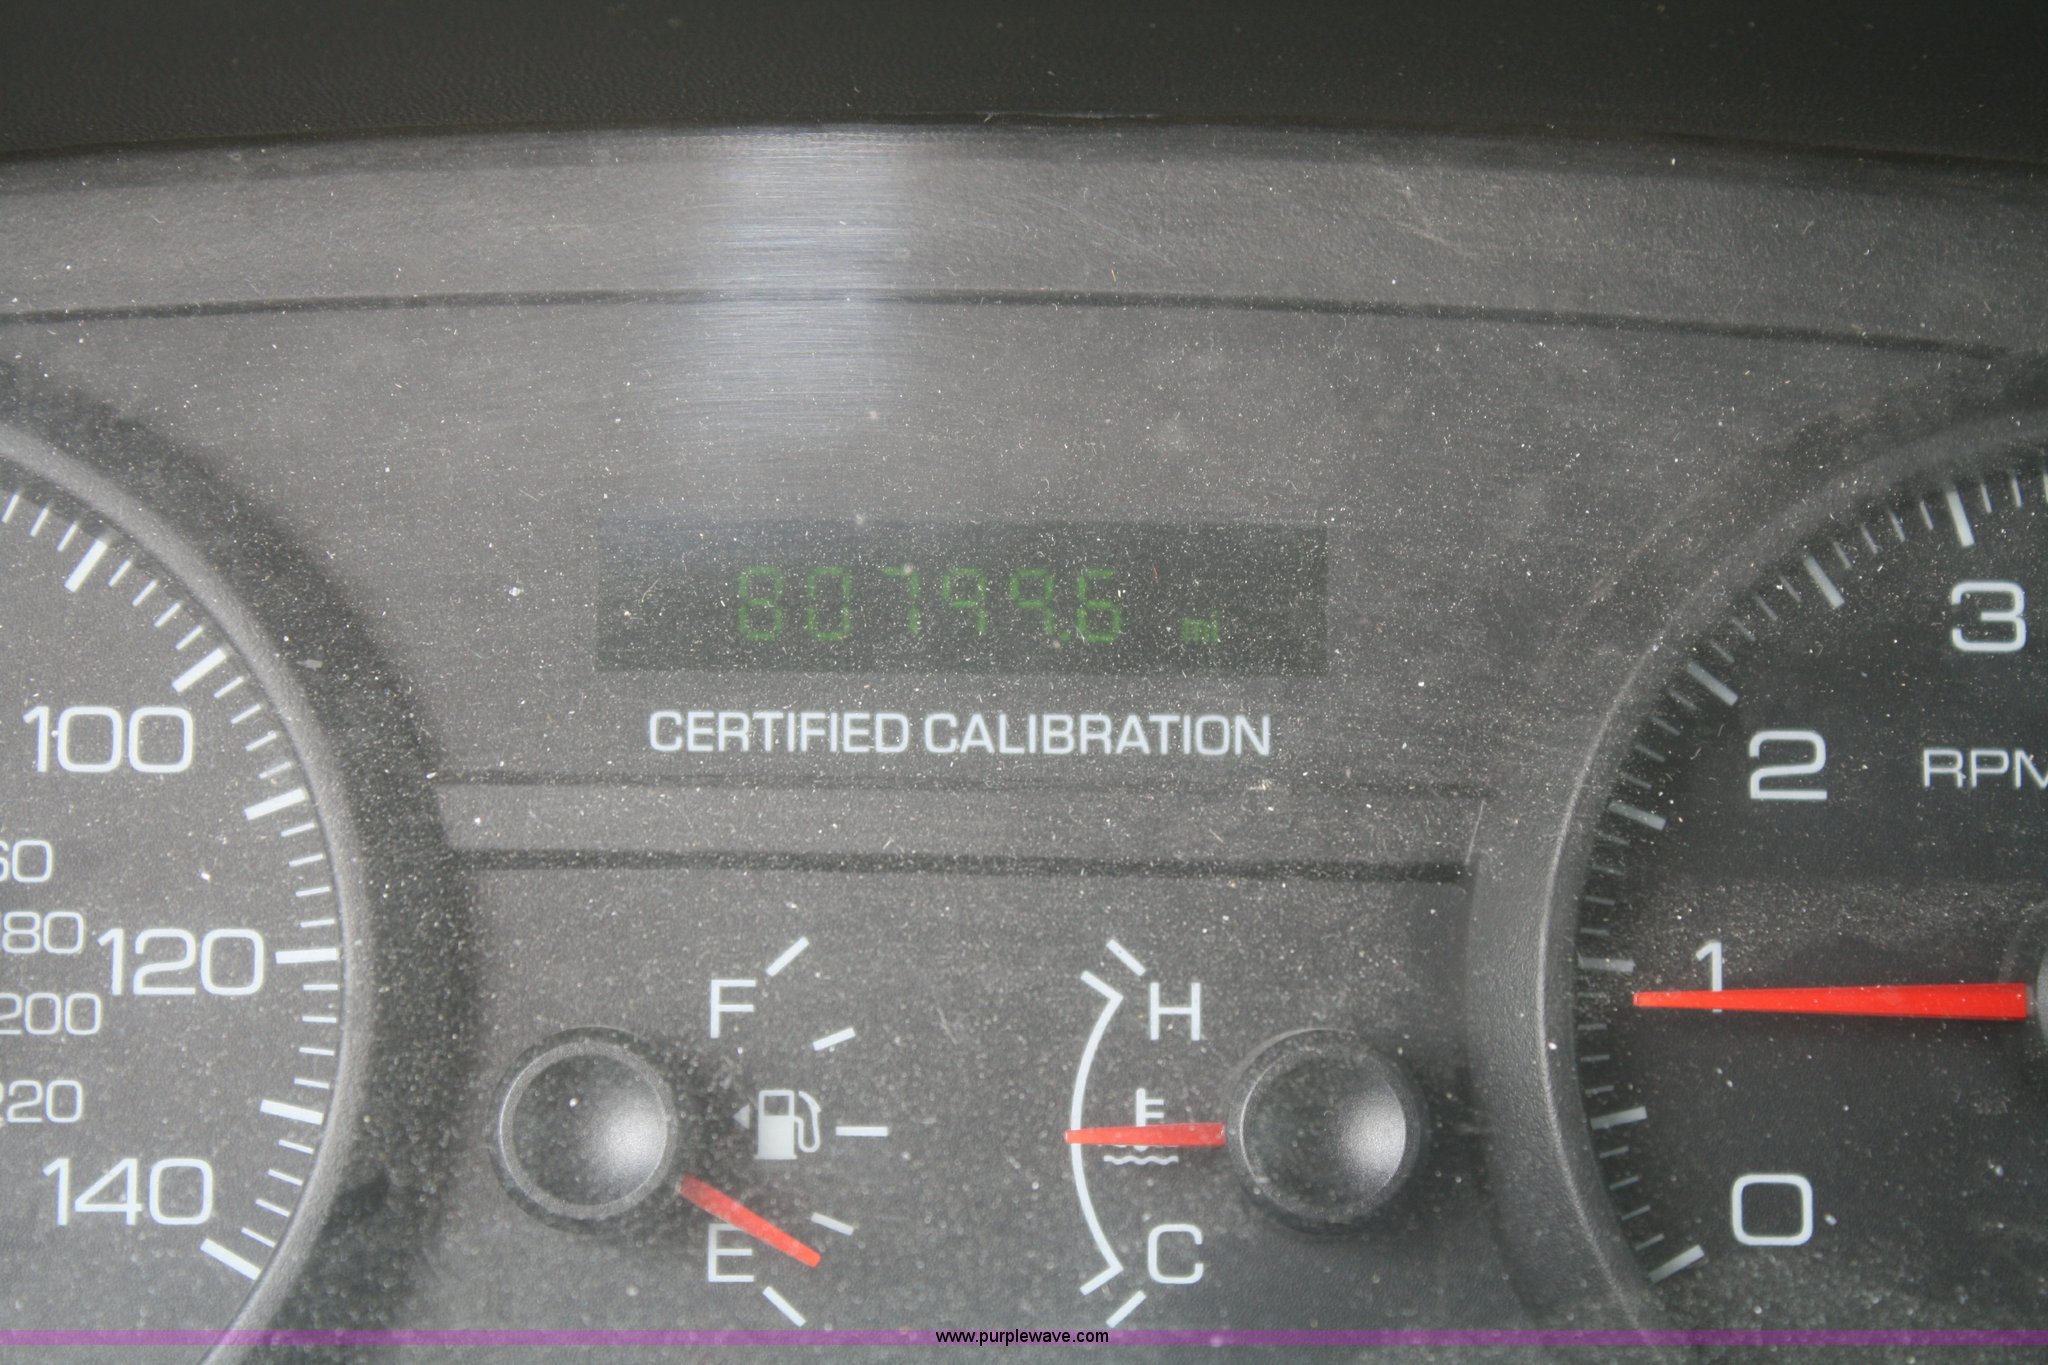 80799.6 mi
CERTIFIED CALIBRATION
100
120
140
60
180
200
220
F
E
H
C
3
2
1
0
RPM
www.purplewave.com